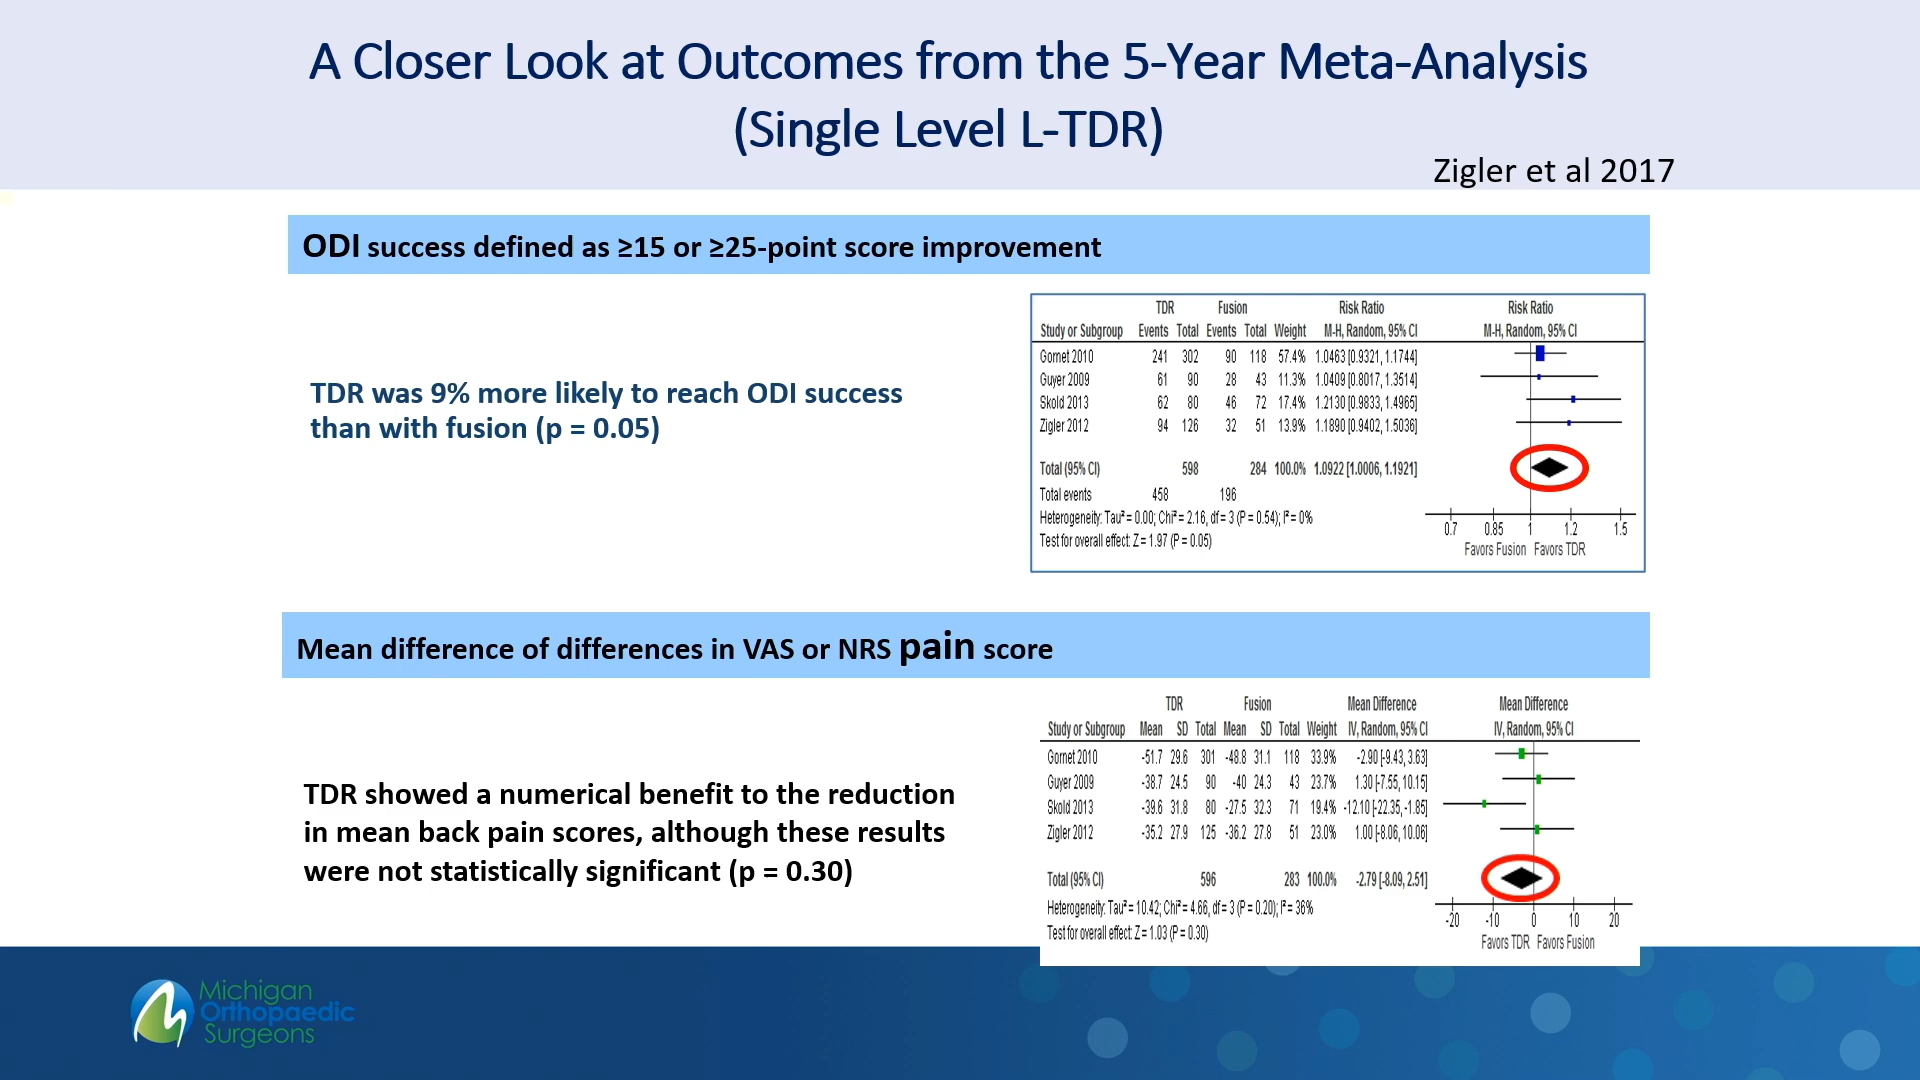 A Closer Look at Outcomes from the 5-Year Meta-Analysis
(Single Level L-TDR)
Zigler et al 2017
ODI success defined as ≥15 or ≥25-point score improvement
TDR was 9% more likely to reach ODI success
than with fusion (p = 0.05)
TDR Fusion Risk Ratio Risk Ratio
Study or Subgroup Events Total Events Total Weight M-H, Random, 95% CI M-H, Random, 95% CI
Gornet 2010 241 302 90 118 57.4% 1.0463 [0.9321, 1.1744]
Guyer 2009 61 90 28 43 11.3% 1.0409 [0.8017, 1.3514]
Skold 2013 62 80 46 72 17.4% 1.2130 [0.9833, 1.4965]
Zigler 2012 94 126 32 51 13.9% 1.1890 [0.9402, 1.5036]
Total (95% CI) 598 284 100.0% 1.0922 [1.0006, 1.1921]
Total events 458 196
Heterogeneity: Tau² = 0.00; Chi² = 2.16, df = 3 (P = 0.54); I² = 0%
Test for overall effect: Z = 1.97 (P = 0.05)
0.7 0.85 1 1.2 1.5
Favors Fusion Favors TDR
Mean difference of differences in VAS or NRS pain score
TDR showed a numerical benefit to the reduction
in mean back pain scores, although these results
were not statistically significant (p = 0.30)
TDR Fusion Mean Difference Mean Difference
Study or Subgroup Mean SD Total Mean SD Total Weight IV, Random, 95% CI IV, Random, 95% CI
Gornet 2010 -51.7 29.6 301 -48.8 31.1 118 33.9% -2.90 [-9.43, 3.63]
Guyer 2009 -38.7 24.5 90 -40 24.3 43 23.7% 1.30 [-7.55, 10.15]
Skold 2013 -39.6 31.8 80 -27.5 32.3 71 19.4% -12.10 [-22.35, -1.85]
Zigler 2012 -35.2 27.9 125 -36.2 27.8 51 23.0% 1.00 [-8.06, 10.06]
Total (95% CI) 596 283 100.0% -2.79 [-8.09, 2.51]
Heterogeneity: Tau² = 10.42; Chi² = 4.66, df = 3 (P = 0.20); I² = 36%
Test for overall effect: Z = 1.03 (P = 0.30)
-20 -10 0 10 20
Favors TDR Favors Fusion
Michigan
Orthopaedic
Surgeons